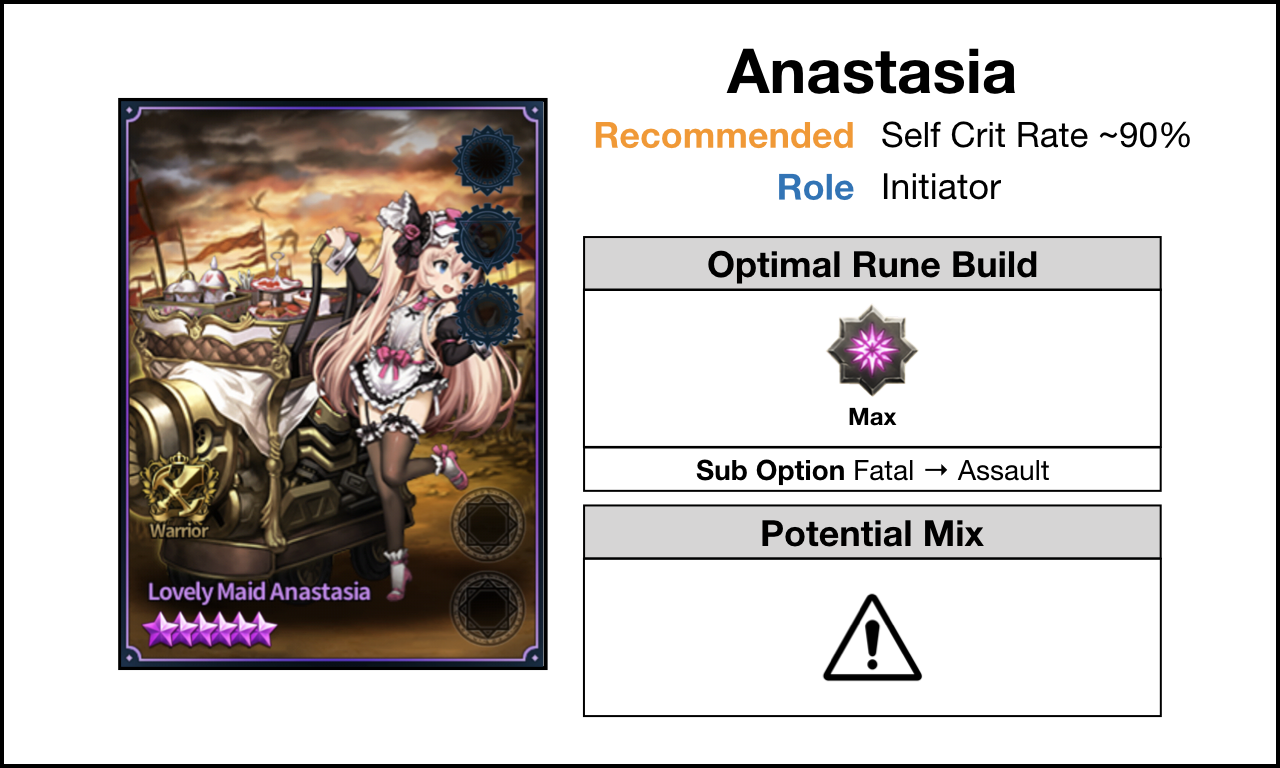 Anastasia
Recommended Self Crit Rate ~90%
Role Initiator
Optimal Rune Build
Max
Sub Option Fatal → Assault
Potential Mix
Warrior
Lovely Maid Anastasia